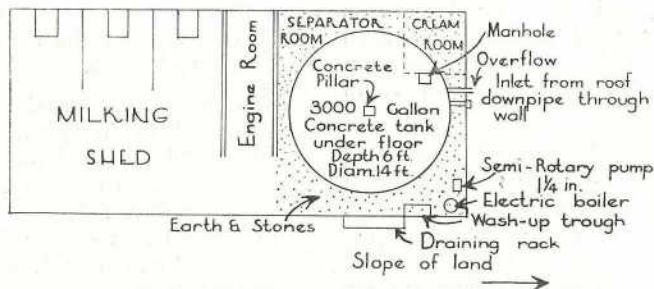 SEPARATOR
ROOM
CREAM
ROOM
Manhole
Overflow
Inlet from roof
downpipe through
wall
Engine Room
Concrete
Pillar
3000 Gallon
Concrete tank
under floor
Depth 6 ft.
Diam. 14 ft.
MILKING
SHED
Semi-Rotary pump
1¼ in.
Electric boiler
Wash-up trough
Earth & Stones
Draining rack
Slope of land